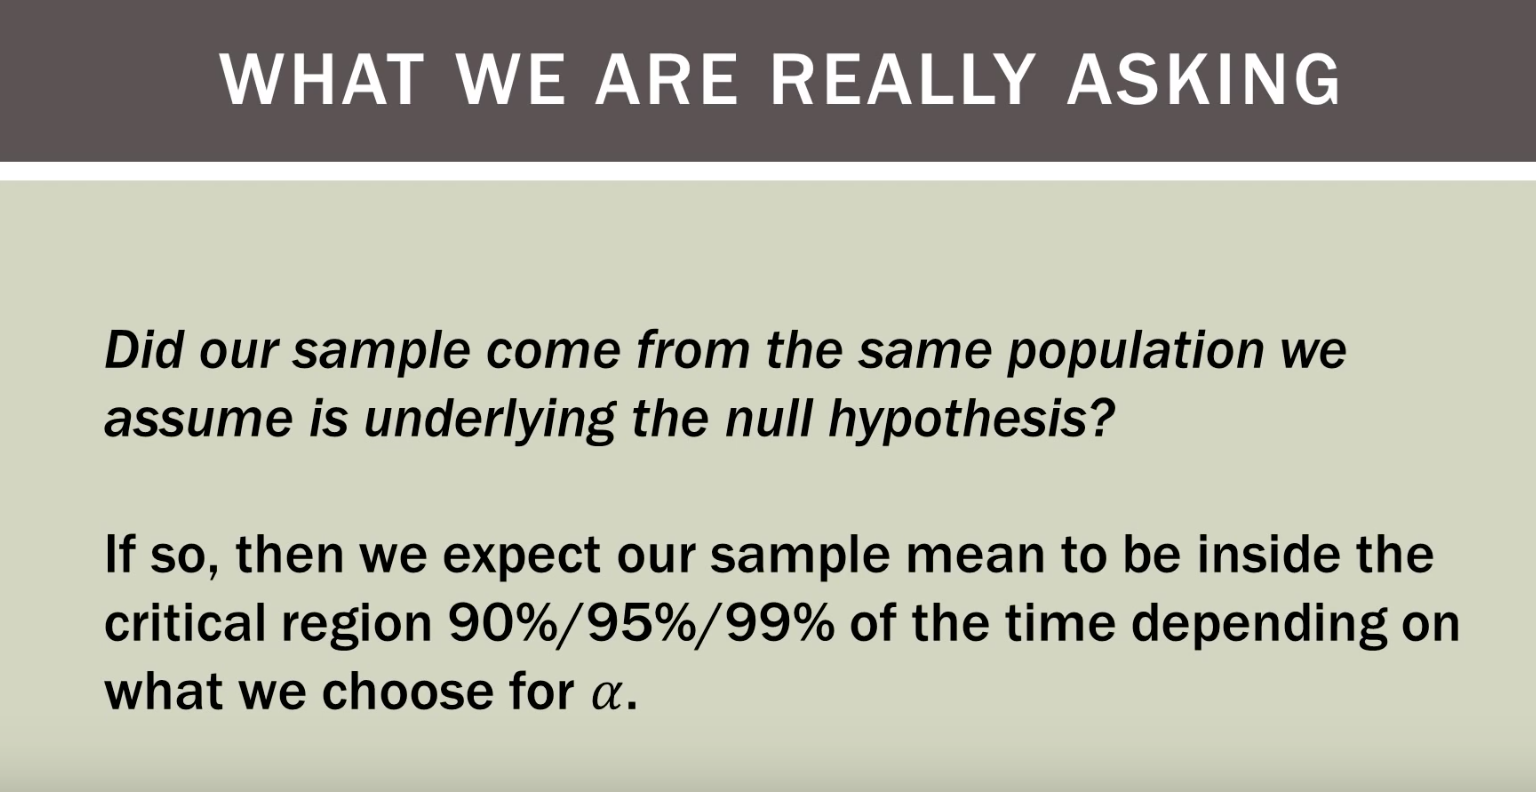 WHAT WE ARE REALLY ASKING
Did our sample come from the same population we
assume is underlying the null hypothesis?
If so, then we expect our sample mean to be inside the
critical region 90%/95%/99% of the time depending on
what we choose for α.